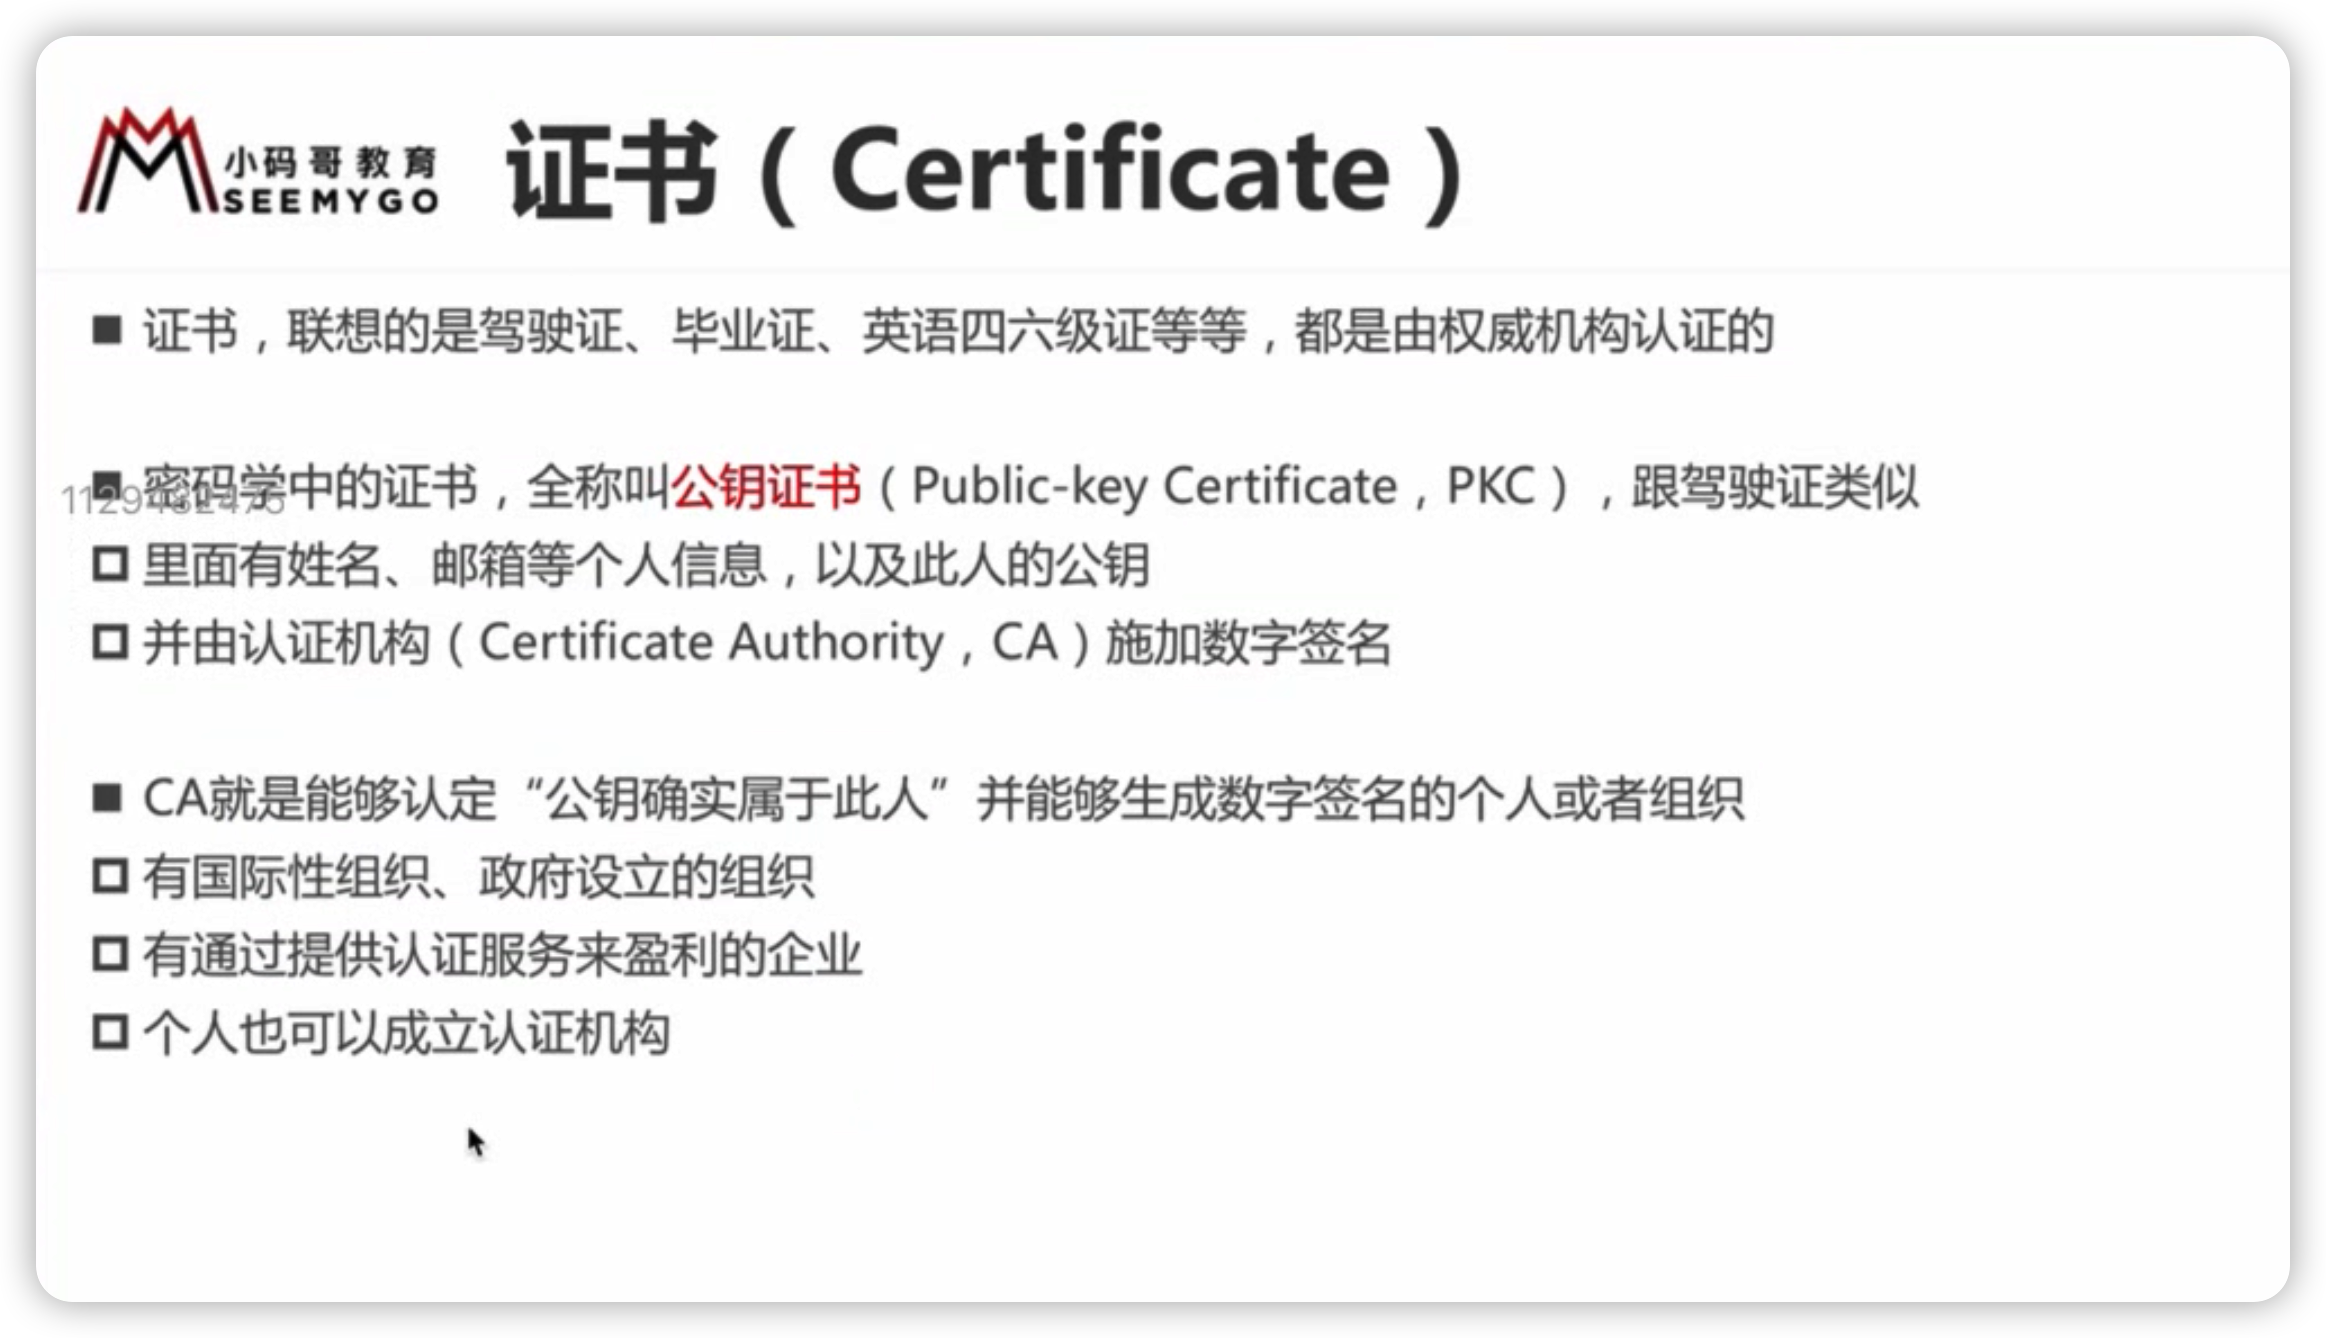 小码哥教育
SEEMYGO
证书（Certificate）
■ 证书，联想的是驾驶证、毕业证、英语四六级证等等，都是由权威机构认证的
■ 密码学中的证书，全称叫公钥证书（Public-key Certificate，PKC），跟驾驶证类似
1129482475
□ 里面有姓名、邮箱等个人信息，以及此人的公钥
□ 并由认证机构（Certificate Authority，CA）施加数字签名
■ CA就是能够认定“公钥确实属于此人”并能够生成数字签名的个人或者组织
□ 有国际性组织、政府设立的组织
□ 有通过提供认证服务来盈利的企业
□ 个人也可以成立认证机构